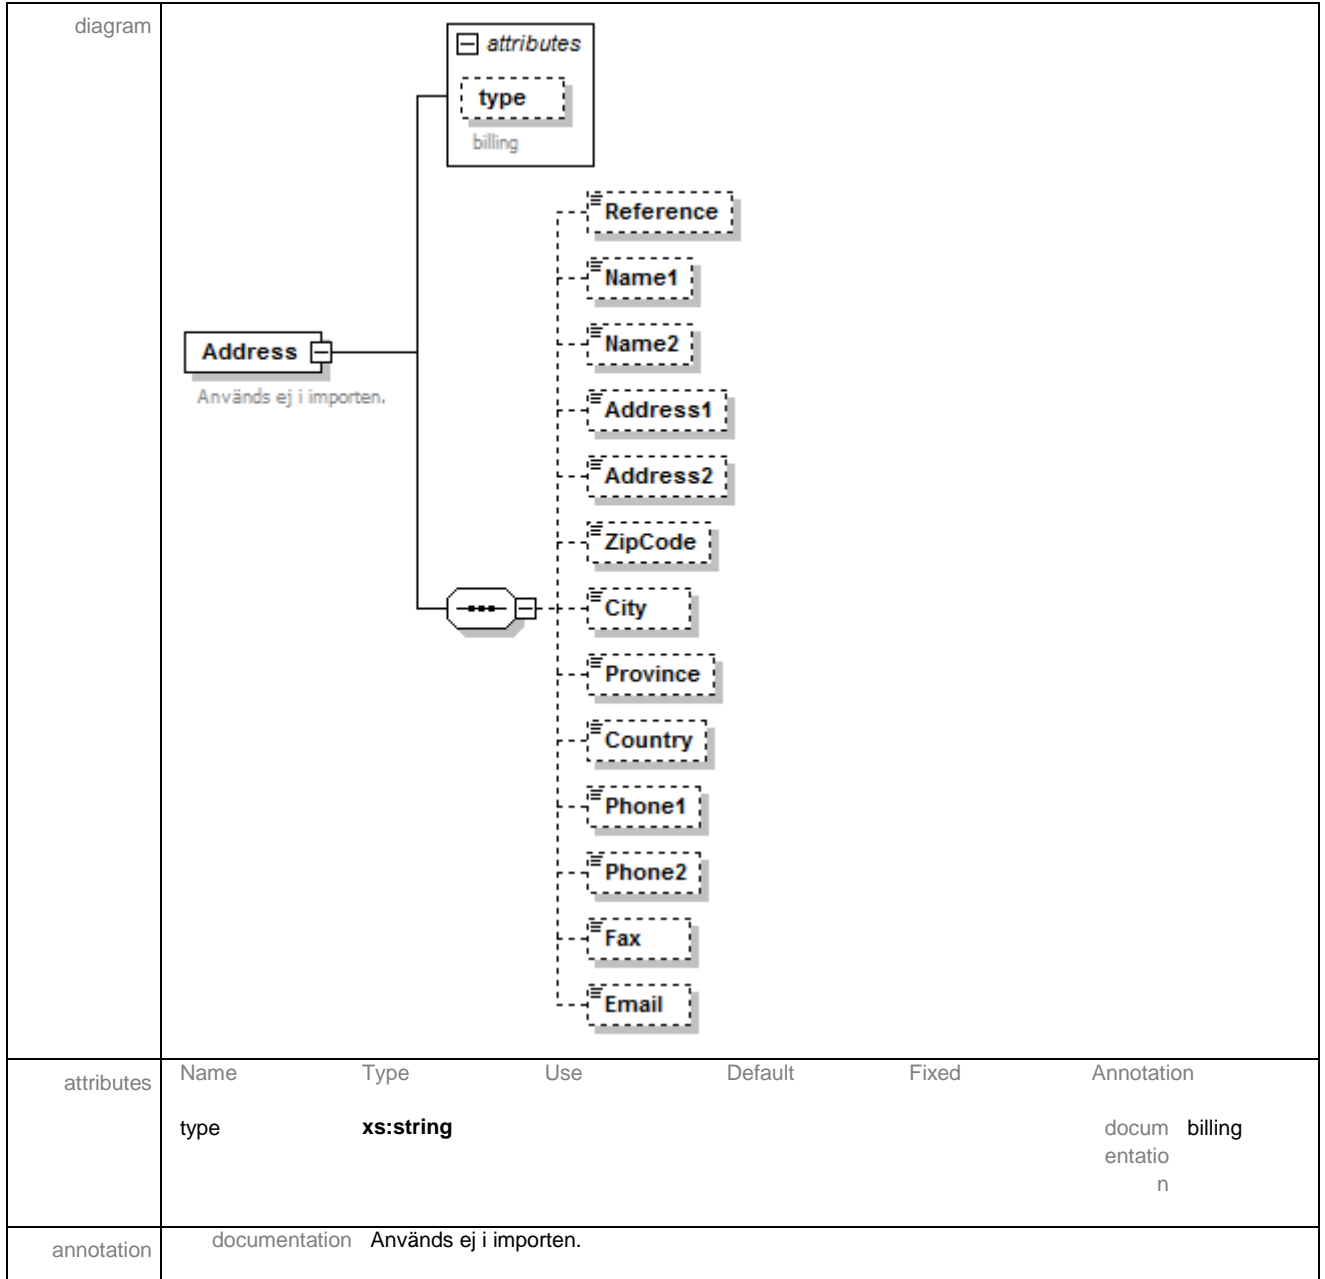 diagram
attributes
type
billing
Reference
Name1
Name2
Address
Används ej i importen.
Address1
Address2
ZipCode
City
Province
Country
Phone1
Phone2
Fax
Email
attributes
Name Type Use Default Fixed Annotation
type xs:string docum billing
entatio
n
annotation
documentation Används ej i importen.